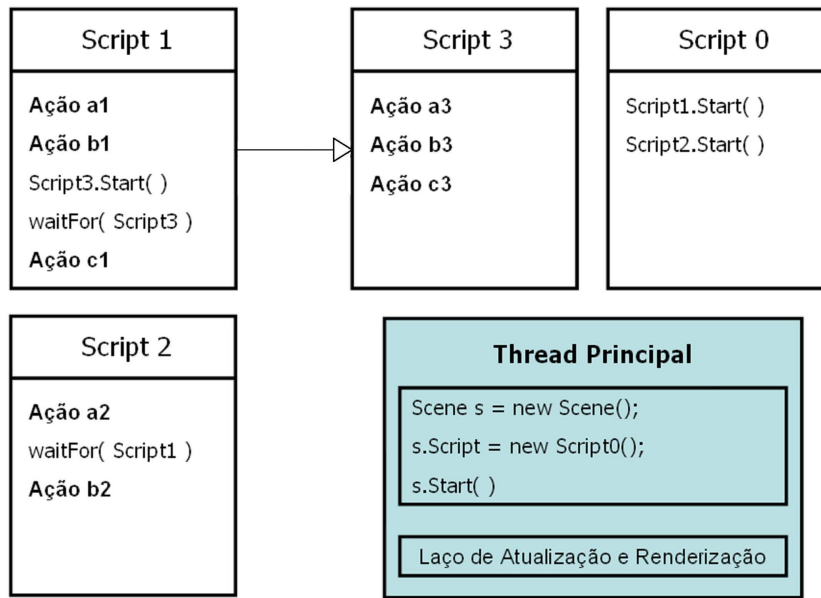 Script 1
Ação a1
Ação b1
Script3.Start( )
waitFor( Script3 )
Ação c1
Script 3
Ação a3
Ação b3
Ação c3
Script 0
Script1.Start( )
Script2.Start( )
Script 2
Ação a2
waitFor( Script1 )
Ação b2
Thread Principal
Scene s = new Scene();
s.Script = new Script0();
s.Start( )
Laço de Atualização e Renderização